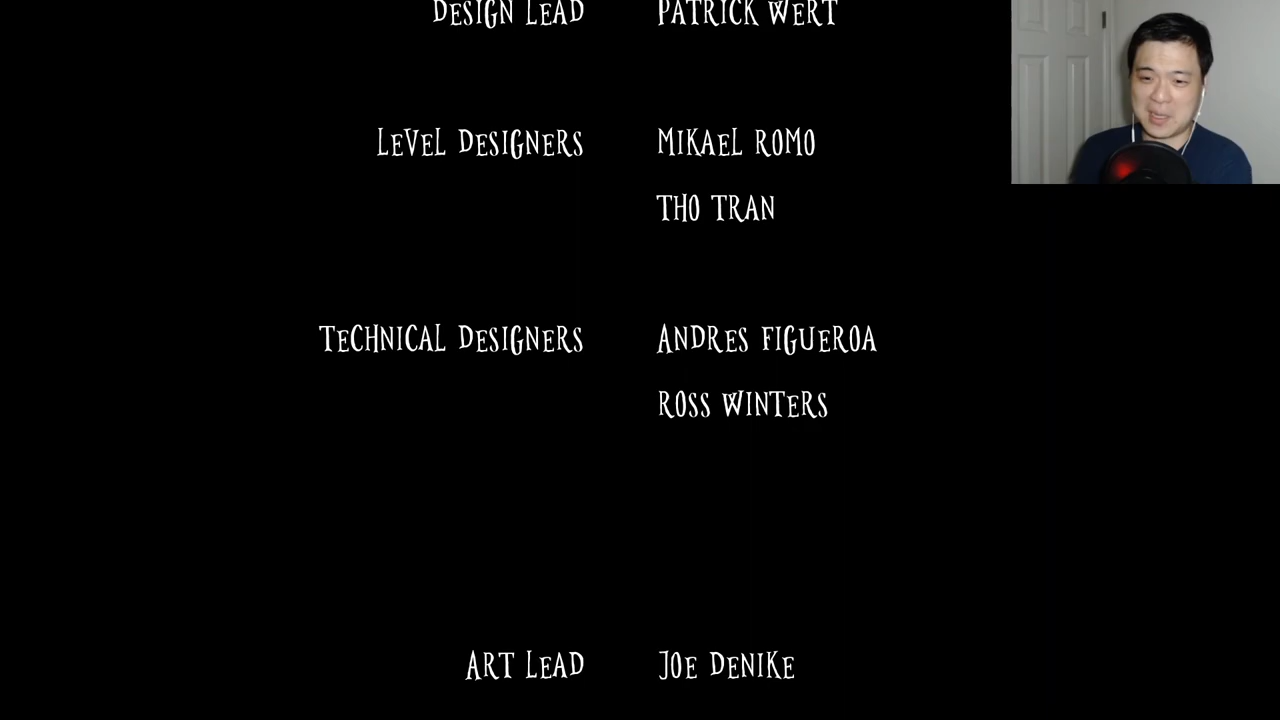 DESIGN LEAD PATRICK WERT
LEVEL DESIGNERS MIKAEL ROMO
THO TRAN
TECHNICAL DESIGNERS ANDRES FIGUEROA
ROSS WINTERS
ART LEAD JOE DENIKE